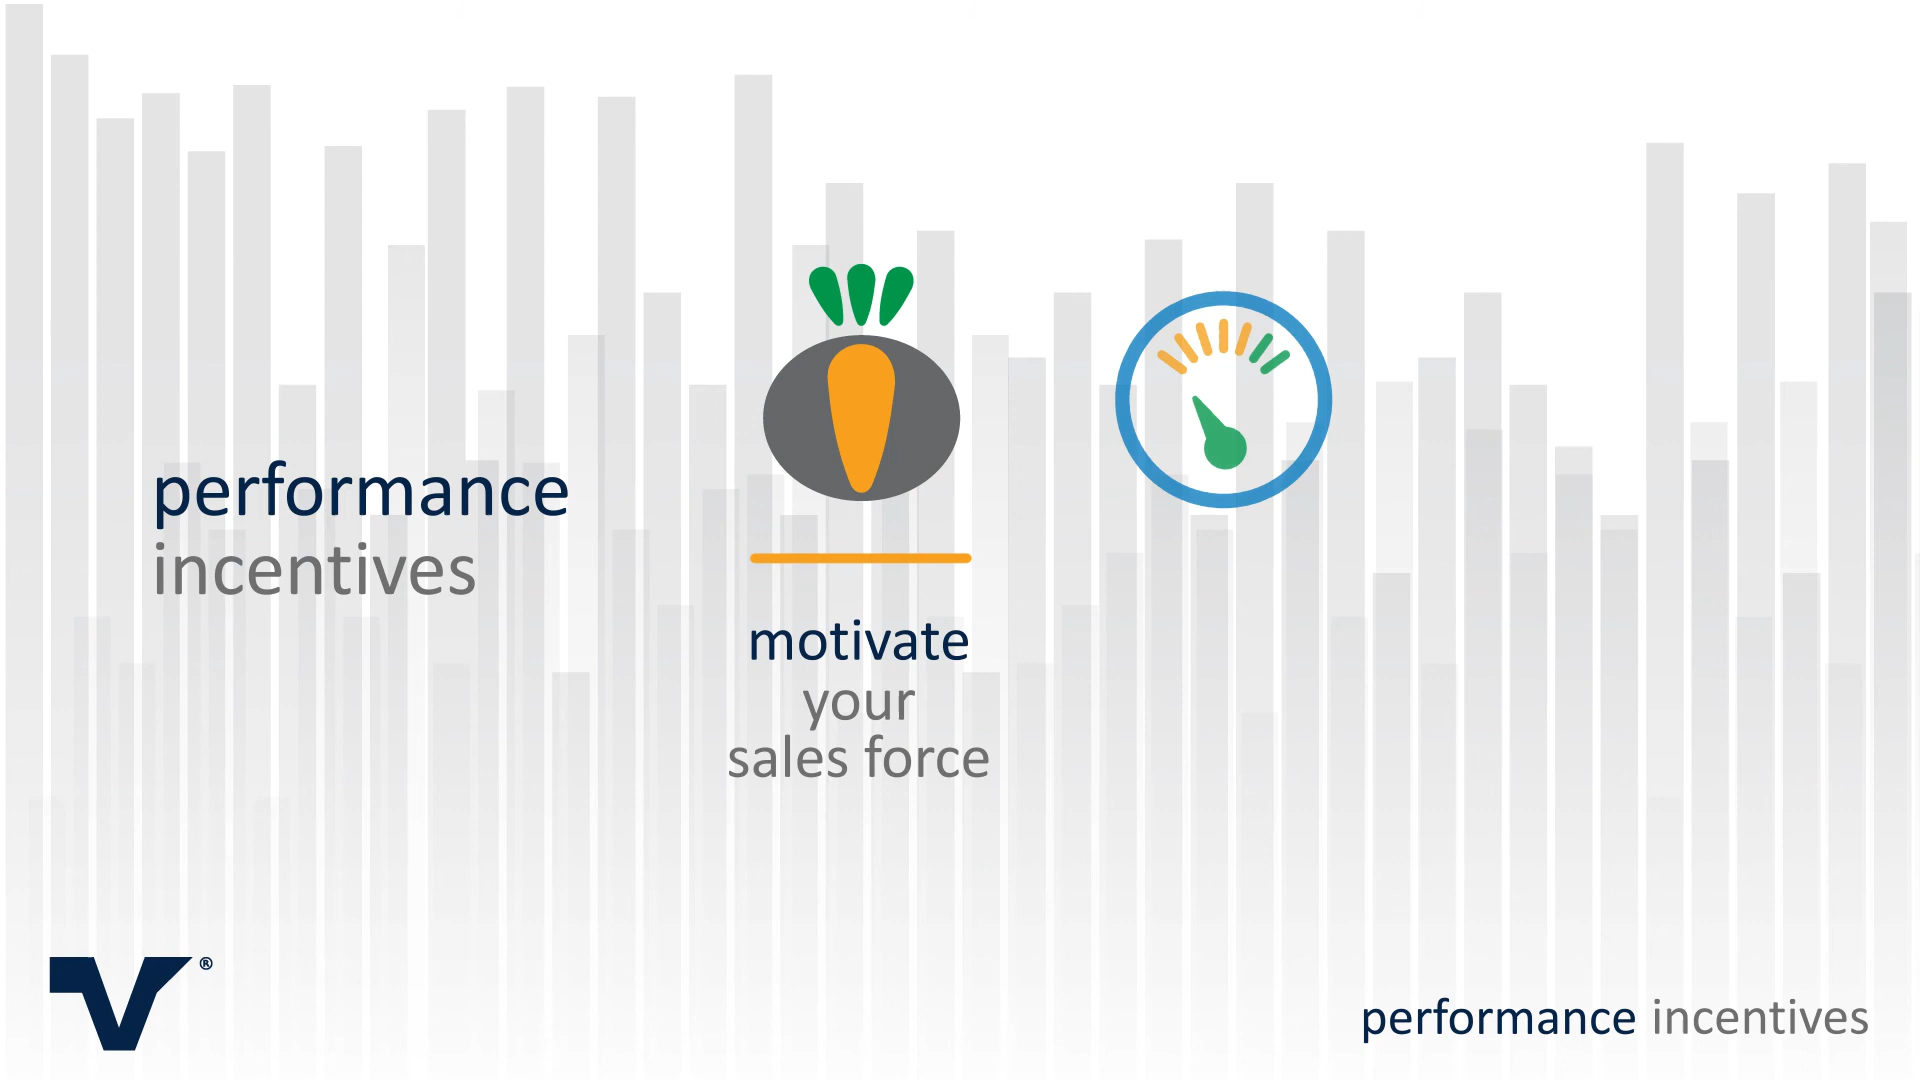 performance
incentives
motivate
your
sales force
V®
performance incentives